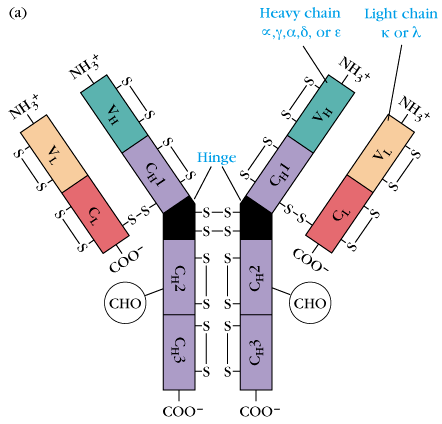 (a)
Heavy chain
α,γ,α,δ, or ε
Light chain
κ or λ
NH3+
NH3+
NH3+
NH3+
S
S
S
S
VH
VH
VL
VL
S
S
S
S
S
S
S
S
CH1
CH1
Hinge
CL
CL
S
S
S
S
S-S
S-S
-S-S-
-S-S-
COO−
COO−
S
S
S
S
CH2
CH2
CHO
CHO
S
S
S
S
S
S
S
S
CH3
CH3
COO−
COO−